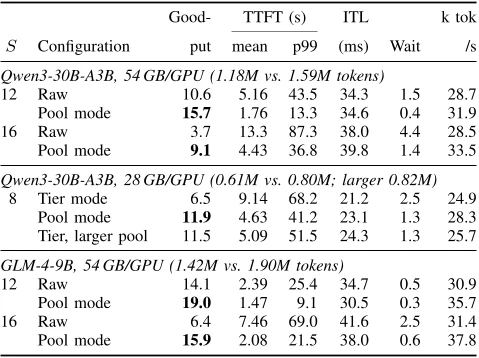 Good- TTFT (s) ITL k tok
S Configuration put mean p99 (ms) Wait /s
Qwen3-30B-A3B, 54 GB/GPU (1.18M vs. 1.59M tokens)
12 Raw 10.6 5.16 43.5 34.3 1.5 28.7
Pool mode 15.7 1.76 13.3 34.6 0.4 31.9
16 Raw 3.7 13.3 87.3 38.0 4.4 28.5
Pool mode 9.1 4.43 36.8 39.8 1.4 33.5
Qwen3-30B-A3B, 28 GB/GPU (0.61M vs. 0.80M; larger 0.82M)
8 Tier mode 6.5 9.14 68.2 21.2 2.5 24.9
Pool mode 11.9 4.63 41.2 23.1 1.3 28.3
Tier, larger pool 11.5 5.09 51.5 24.3 1.3 25.7
GLM-4-9B, 54 GB/GPU (1.42M vs. 1.90M tokens)
12 Raw 14.1 2.39 25.4 34.7 0.5 30.9
Pool mode 19.0 1.47 9.1 30.5 0.3 35.7
16 Raw 6.4 7.46 69.0 41.6 2.5 31.4
Pool mode 15.9 2.08 21.5 38.0 0.6 37.8